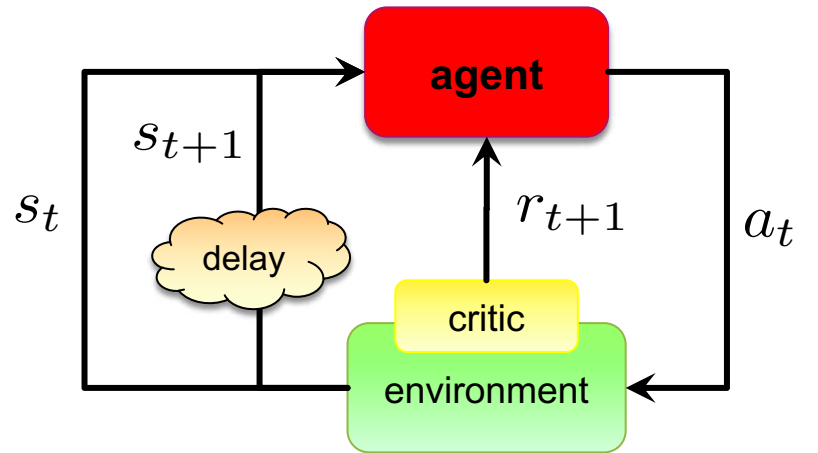 agent
s_{t+1}
s_t
r_{t+1}
a_t
delay
critic
environment